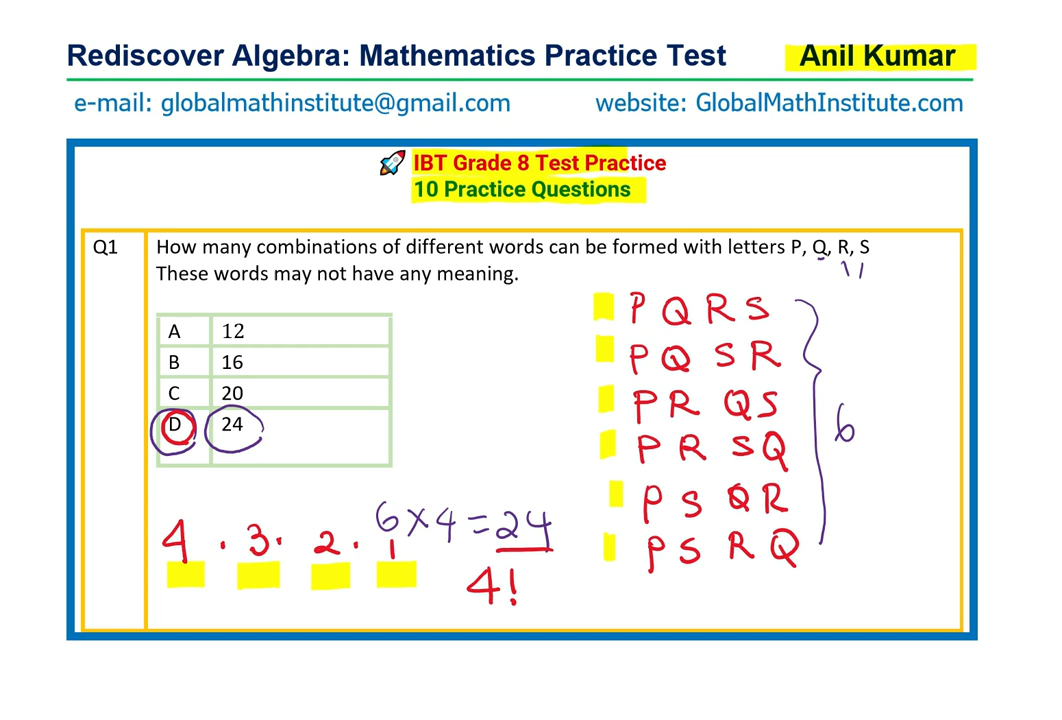 Rediscover Algebra: Mathematics Practice Test Anil Kumar
e-mail: globalmathinstitute@gmail.com website: GlobalMathInstitute.com
🚀 IBT Grade 8 Test Practice
10 Practice Questions
Q1 How many combinations of different words can be formed with letters P, Q, R, S
These words may not have any meaning.
A 12
B 16
C 20
D 24
P Q R S
P Q S R
P R Q S
P R S Q
P S Q R
P S R Q
6
6 × 4 = 24
4 · 3 · 2 · 1
4!